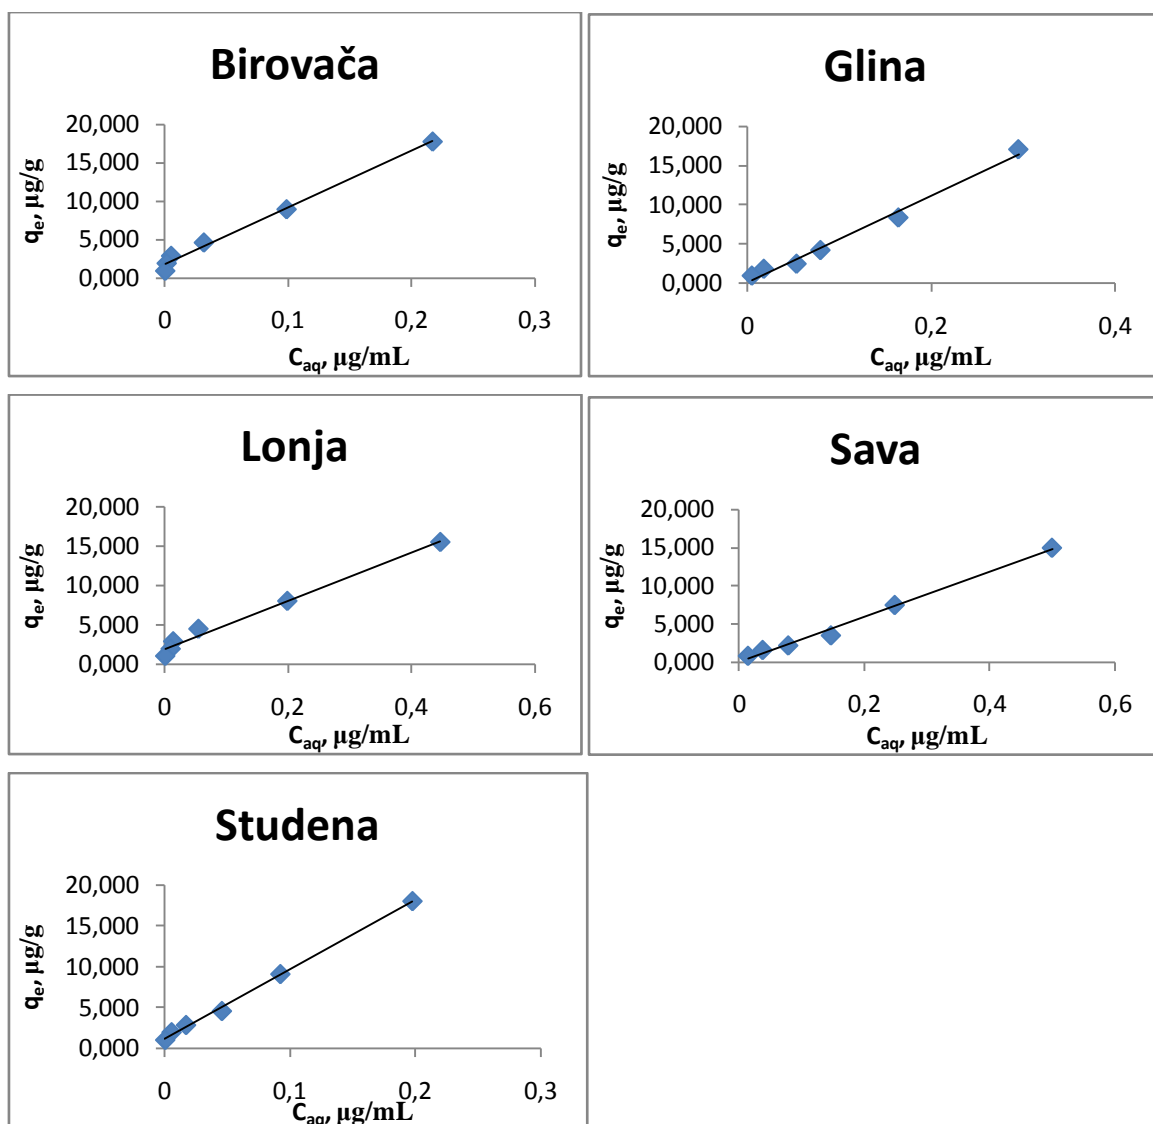 Birovača
20,000
15,000
10,000
5,000
0,000
qe, µg/g
0 0,1 0,2 0,3
Caq, µg/mL
Glina
20,000
15,000
10,000
5,000
0,000
qe, µg/g
0 0,2 0,4
Caq, µg/mL
Lonja
20,000
15,000
10,000
5,000
0,000
qe, µg/g
0 0,2 0,4 0,6
Caq, µg/mL
Sava
20,000
15,000
10,000
5,000
0,000
qe, µg/g
0 0,2 0,4 0,6
Caq, µg/mL
Studena
20,000
15,000
10,000
5,000
0,000
qe, µg/g
0 0,1 0,2 0,3
Caq, µg/mL